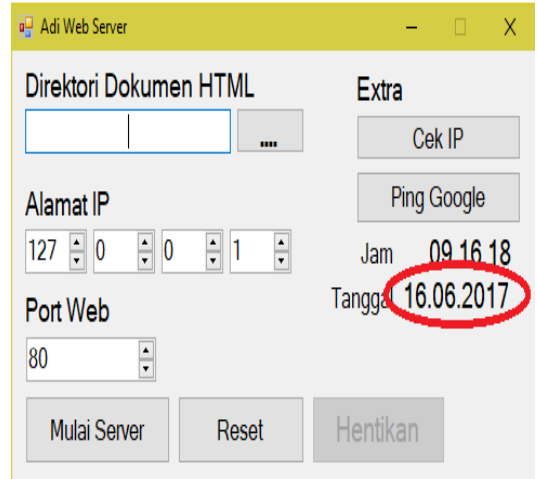 Adi Web Server
Direktori Dokumen HTML
....
Alamat IP
127 0 0 1
Port Web
80
Mulai Server Reset Hentikan
Extra
Cek IP
Ping Google
Jam 09.16.18
Tanggal 16.06.2017